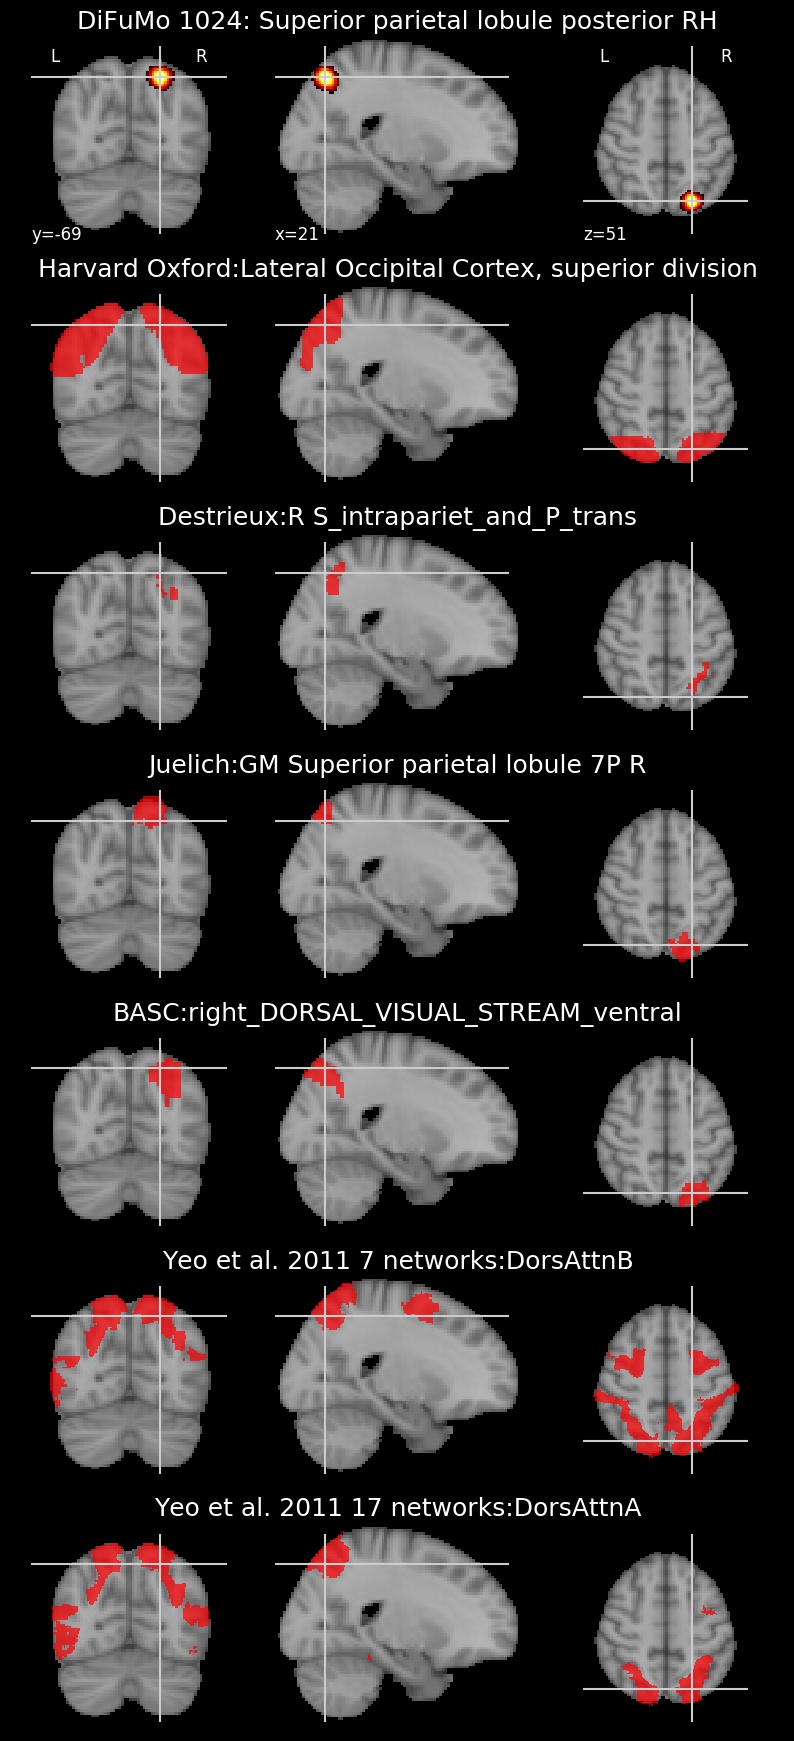 DiFuMo 1024: Superior parietal lobule posterior RH
L R L R
y=-69 x=21 z=51
Harvard Oxford:Lateral Occipital Cortex, superior division
Destrieux:R S_intrapariet_and_P_trans
Juelich:GM Superior parietal lobule 7P R
BASC:right_DORSAL_VISUAL_STREAM_ventral
Yeo et al. 2011 7 networks:DorsAttnB
Yeo et al. 2011 17 networks:DorsAttnA